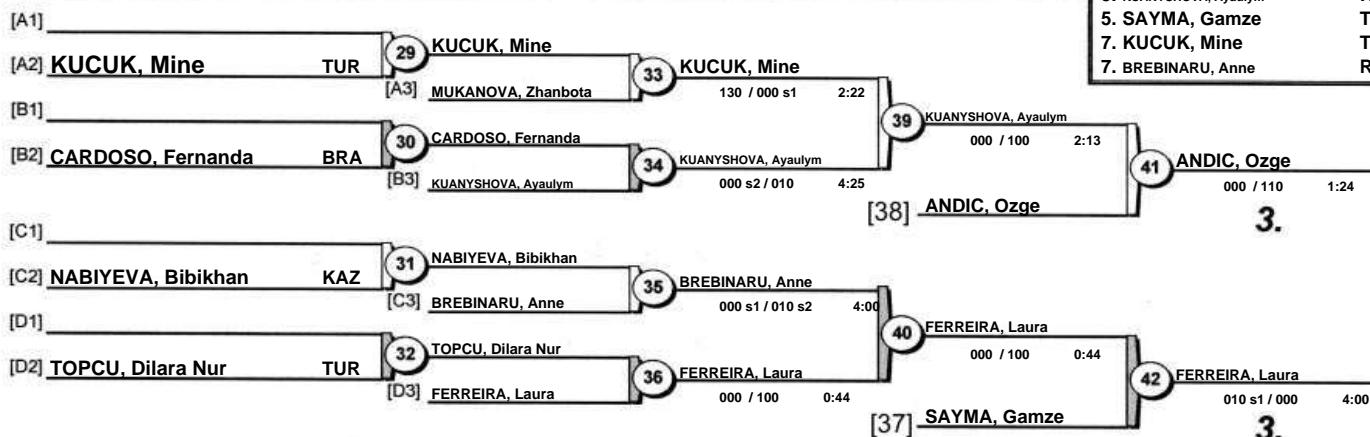 5. SAYMA, Gamze T
7. KUCUK, Mine T
7. BREBINARU, Anne R
[A1]
[A2] KUCUK, Mine TUR
29
KUCUK, Mine
[A3] MUKANOVA, Zhanbota
33
KUCUK, Mine
130 / 000 s1 2:22
[B1]
[B2] CARDOSO, Fernanda BRA
30
CARDOSO, Fernanda
[B3] KUANYSHOVA, Ayaulym
34
KUANYSHOVA, Ayaulym
000 s2 / 010 4:25
39
KUANYSHOVA, Ayaulym
000 / 100 2:13
[38] ANDIC, Ozge
41
ANDIC, Ozge
000 / 110 1:24
3.
[C1]
[C2] NABIYEVA, Bibikhan KAZ
31
NABIYEVA, Bibikhan
[C3] BREBINARU, Anne
35
BREBINARU, Anne
000 s1 / 010 s2 4:00
[D1]
[D2] TOPCU, Dilara Nur TUR
32
TOPCU, Dilara Nur
[D3] FERREIRA, Laura
36
FERREIRA, Laura
000 / 100 0:44
40
FERREIRA, Laura
000 / 100 0:44
[37] SAYMA, Gamze
42
FERREIRA, Laura
010 s1 / 000 4:00
3.